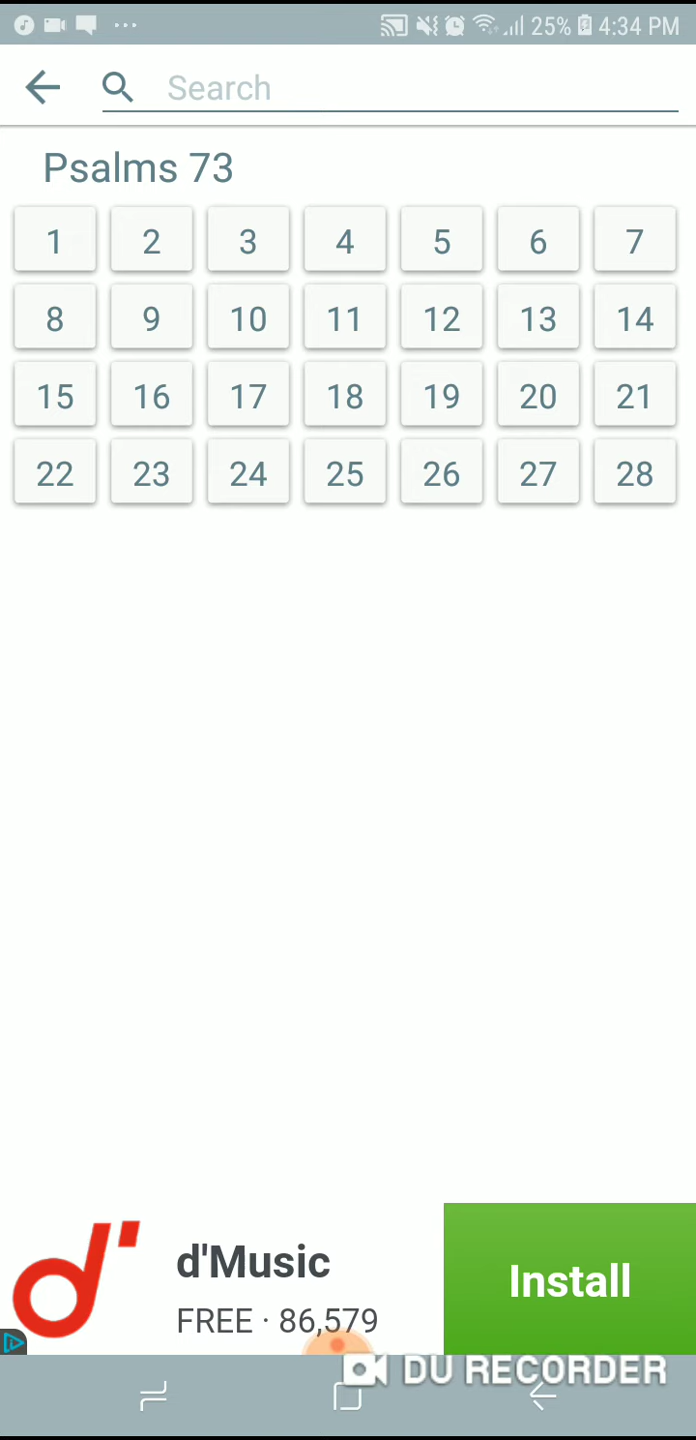 25% 4:34 PM
Search
Psalms 73
1 2 3 4 5 6 7
8 9 10 11 12 13 14
15 16 17 18 19 20 21
22 23 24 25 26 27 28
d'Music
FREE · 86,579
Install
DU RECORDER